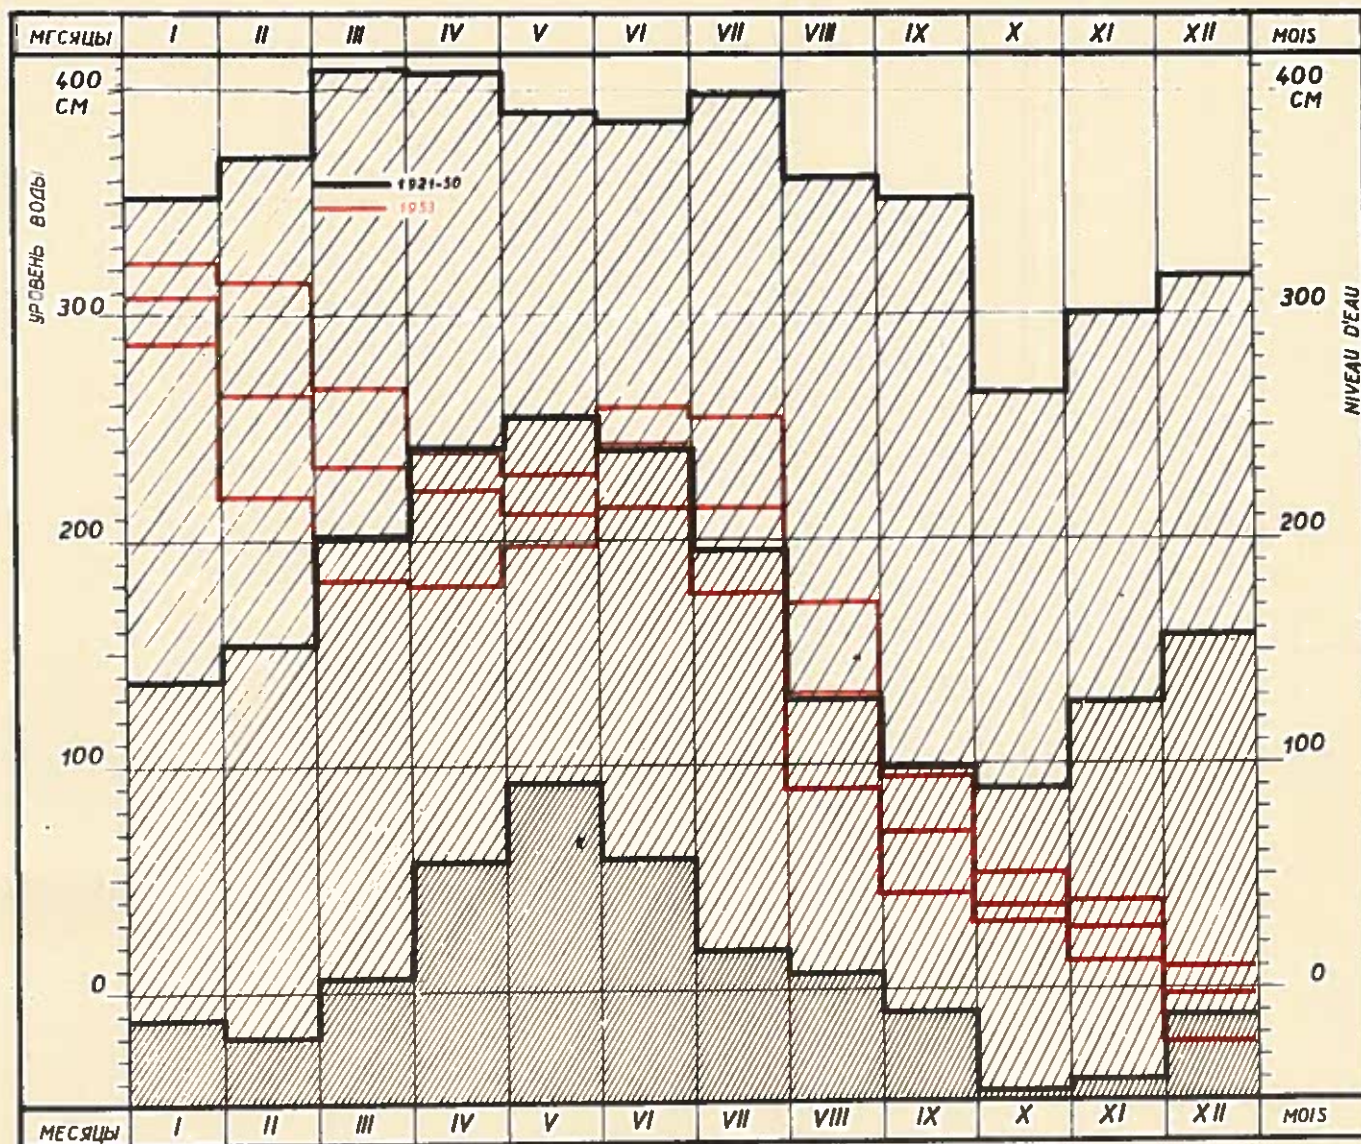 МЕСЯЦЫ I II III IV V VI VII VIII IX X XI XII MOIS
400 СМ
400 СМ
УРОВЕНЬ ВОДЫ
NIVEAU D'EAU
1921-50
1953
300 300
200 200
100 100
0 0
МЕСЯЦЫ I II III IV V VI VII VIII IX X XI XII MOIS